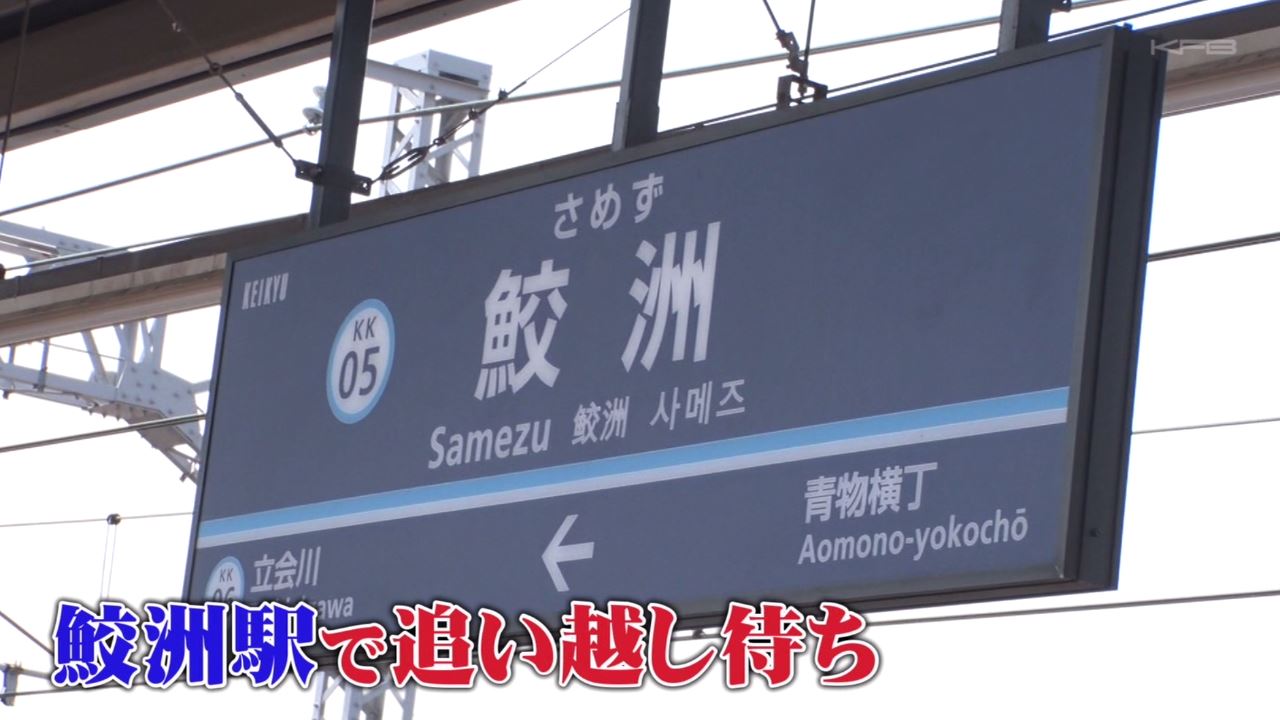 KFB
さめず
KEIKYU
KK
05
鮫洲
Samezu 鮫洲 사메즈
青物横丁
Aomono-yokochō
←
KK
06
立会川
鮫洲駅で追い越し待ち